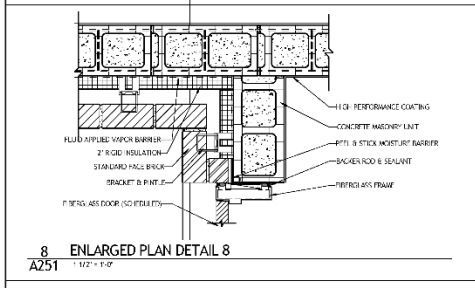 HIGH PERFORMANCE COATING
CONCRETE MASONRY UNIT
PEEL & STICK MOISTURE BARRIER
BACKER ROD & SEALANT
FIBERGLASS FRAME
FLUID APPLIED VAPOR BARRIER
2" RIGID INSULATION
STANDARD FACE BRICK
BRACKET & PINTLE
FIBERGLASS DOOR (SCHEDULED)
8 ENLARGED PLAN DETAIL 8
A251 1 1/2" = 1'-0"